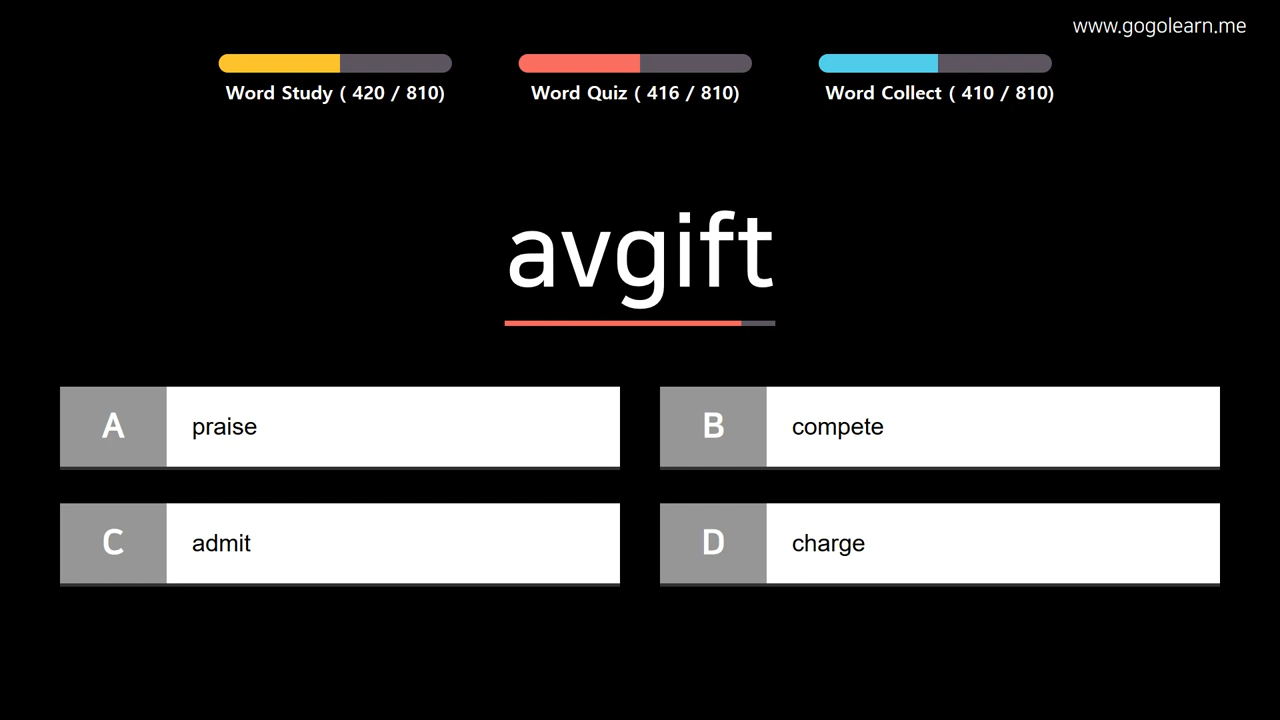 www.gogolearn.me
Word Study ( 420 / 810)
Word Quiz ( 416 / 810)
Word Collect ( 410 / 810)
avgift
A praise
B compete
C admit
D charge